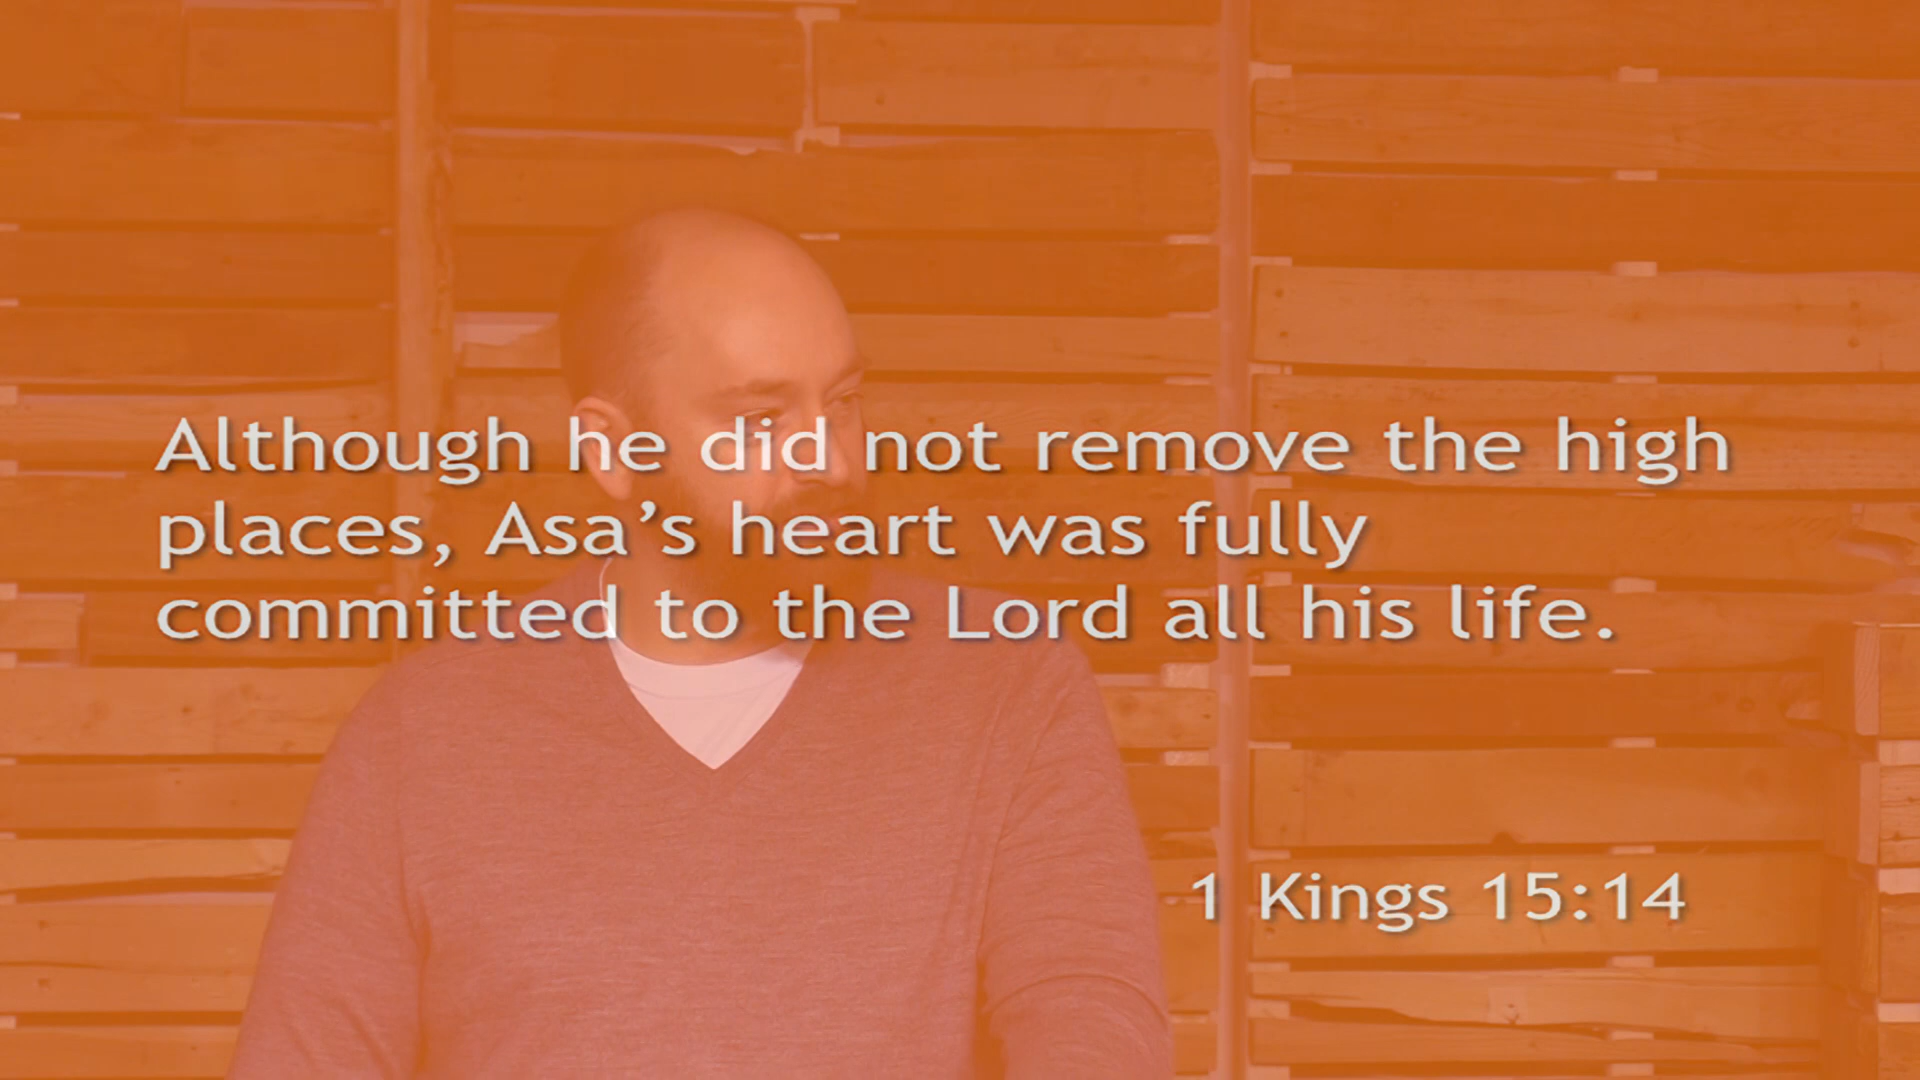 Although he did not remove the high
places, Asa’s heart was fully
committed to the Lord all his life.
1 Kings 15:14